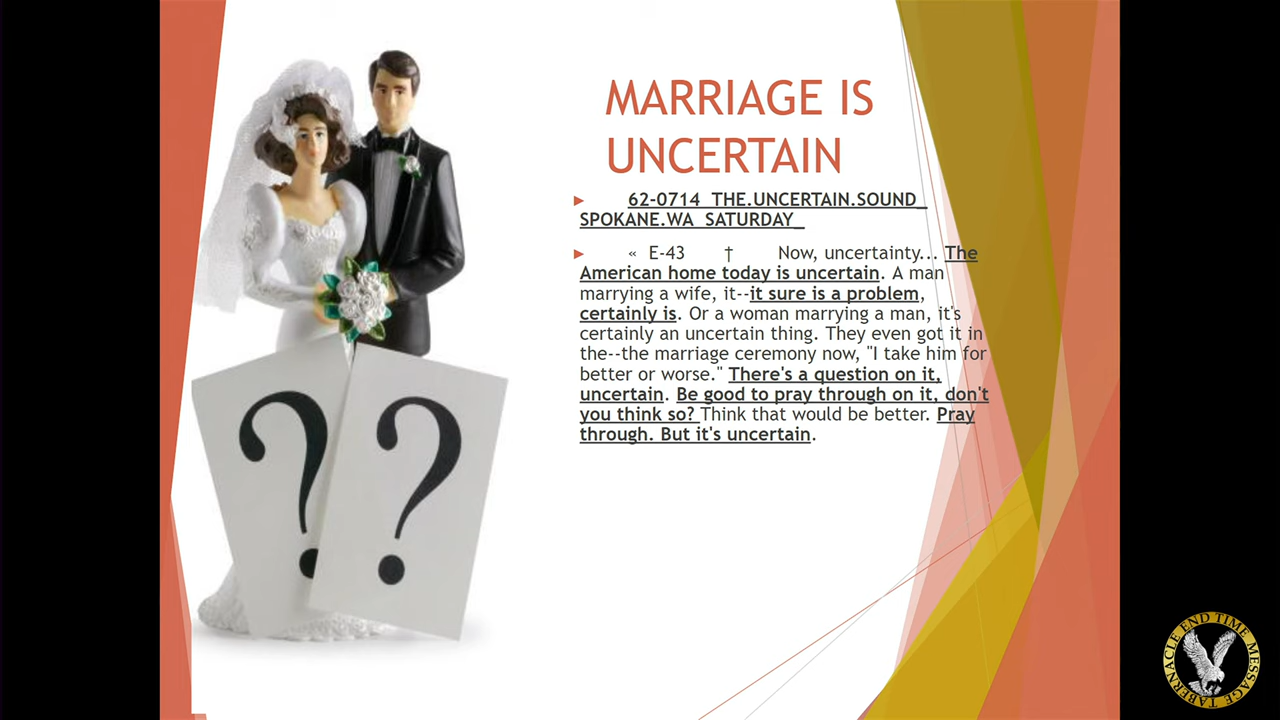 MARRIAGE IS
UNCERTAIN
62-0714 THE.UNCERTAIN.SOUND_
SPOKANE.WA SATURDAY_
« E-43 † Now, uncertainty... The
American home today is uncertain. A man
marrying a wife, it--it sure is a problem,
certainly is. Or a woman marrying a man, it's
certainly an uncertain thing. They even got it in
the--the marriage ceremony now, "I take him for
better or worse." There's a question on it,
uncertain. Be good to pray through on it, don't
you think so? Think that would be better. Pray
through. But it's uncertain.
? ?
END TIME MESSAGE
TABERNACLE